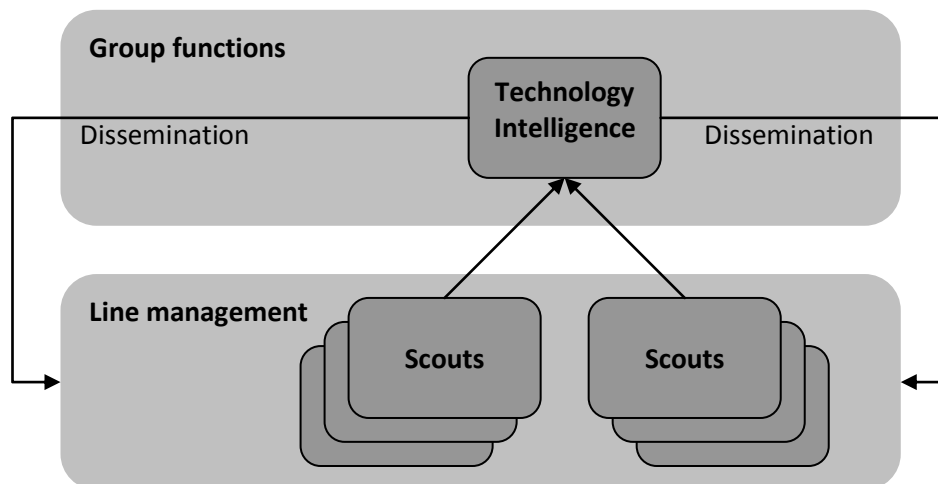 Group functions
Technology
Intelligence
Dissemination
Dissemination
Line management
Scouts
Scouts